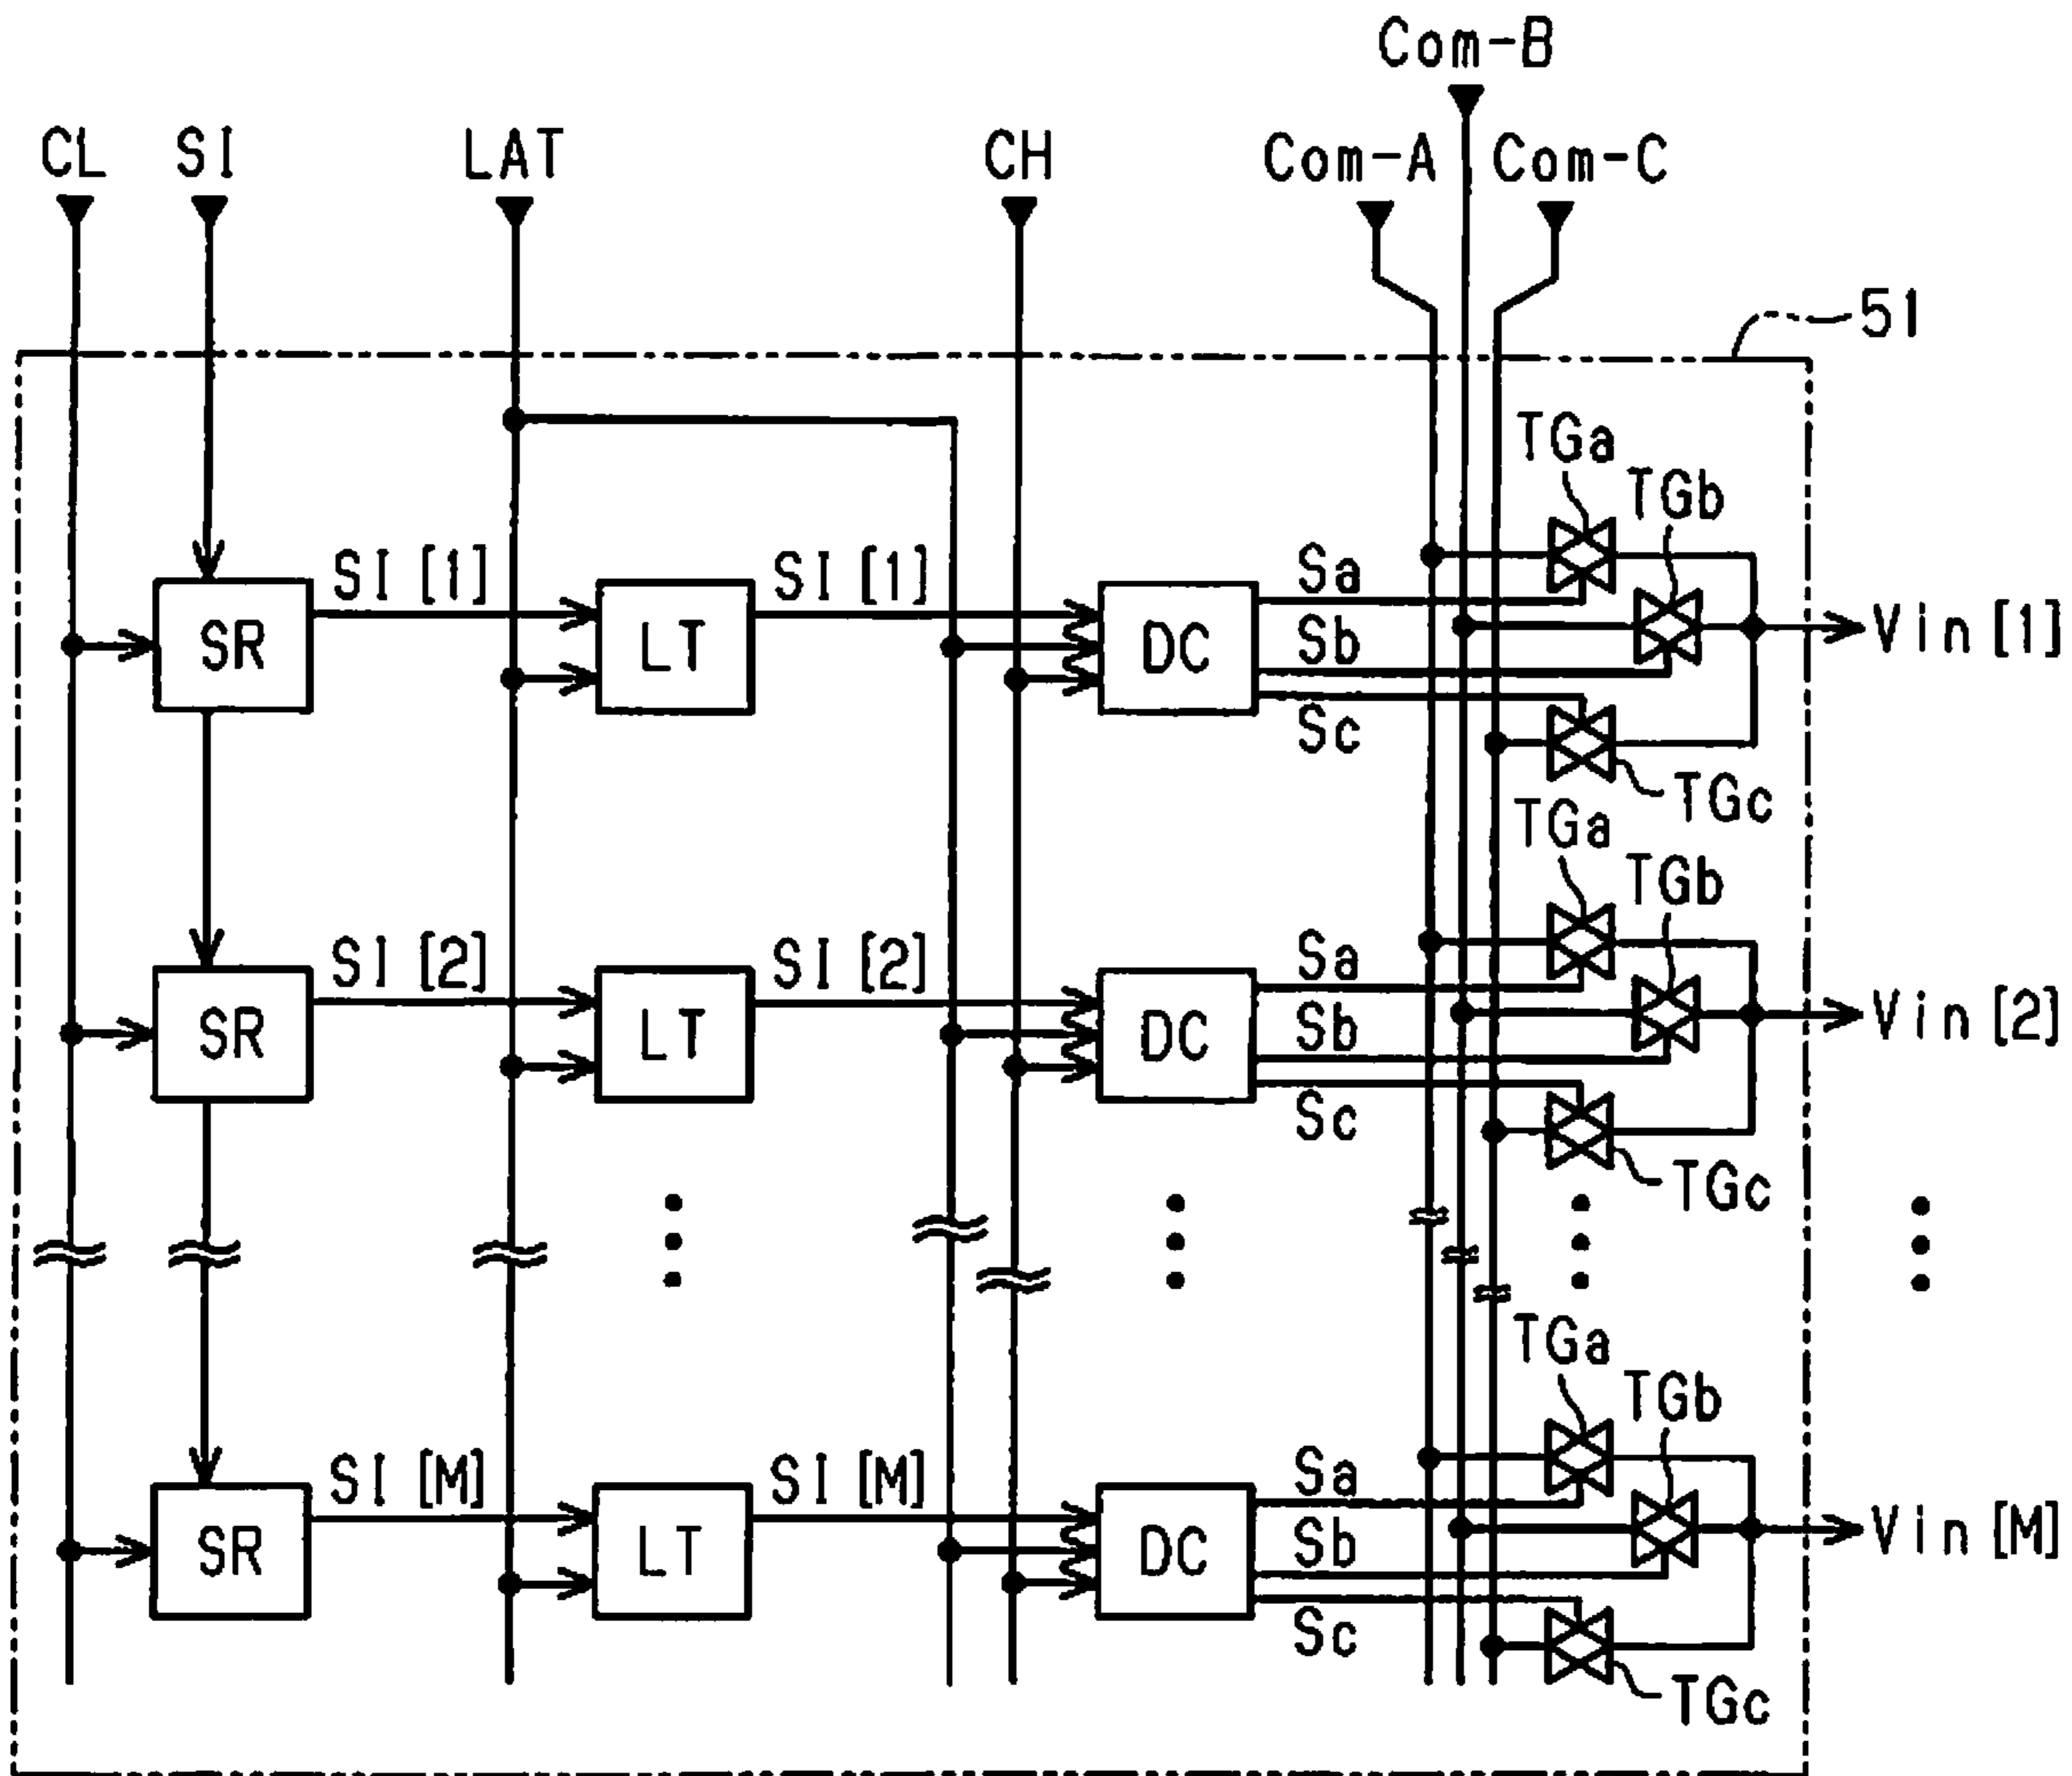 Com-B
CL SI LAT CH Com-A Com-C
51
TGa
TGb
SI [1] SI [1] Sa
SR LT DC Sb Vin [1]
Sc
TGc
TGa
TGb
SI [2] SI [2] Sa
SR LT DC Sb Vin [2]
Sc
TGc
TGa
TGb
SI [M] SI [M] Sa
SR LT DC Sb Vin [M]
Sc
TGc